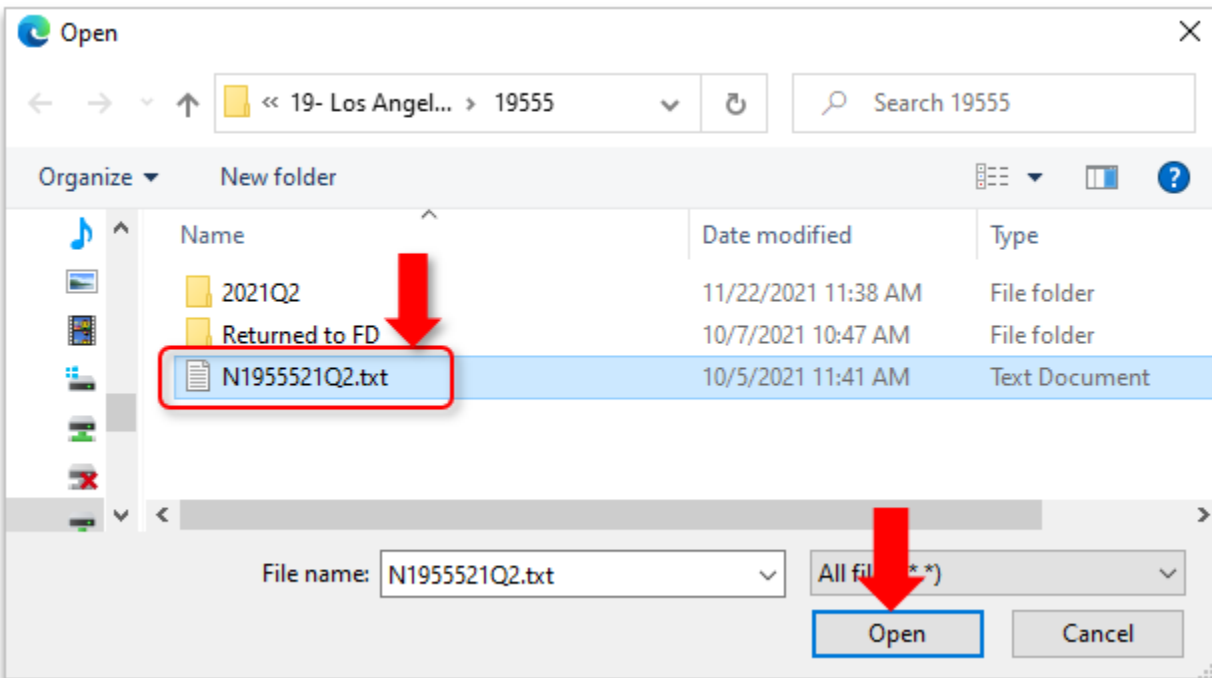 Open
« 19- Los Angel... > 19555
Search 19555
Organize
New folder
Name
Date modified
Type
2021Q2
11/22/2021 11:38 AM
File folder
Returned to FD
10/7/2021 10:47 AM
File folder
N1955521Q2.txt
10/5/2021 11:41 AM
Text Document
File name:
N1955521Q2.txt
All
*.*)
Open
Cancel